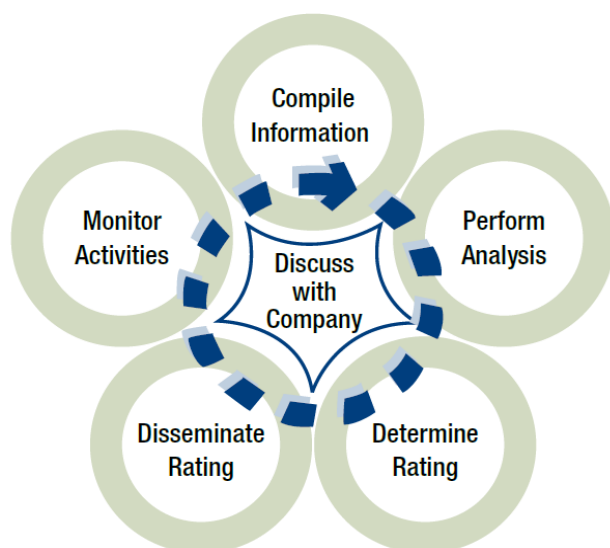 Compile
Information
Perform
Analysis
Determine
Rating
Disseminate
Rating
Monitor
Activities
Discuss
with
Company